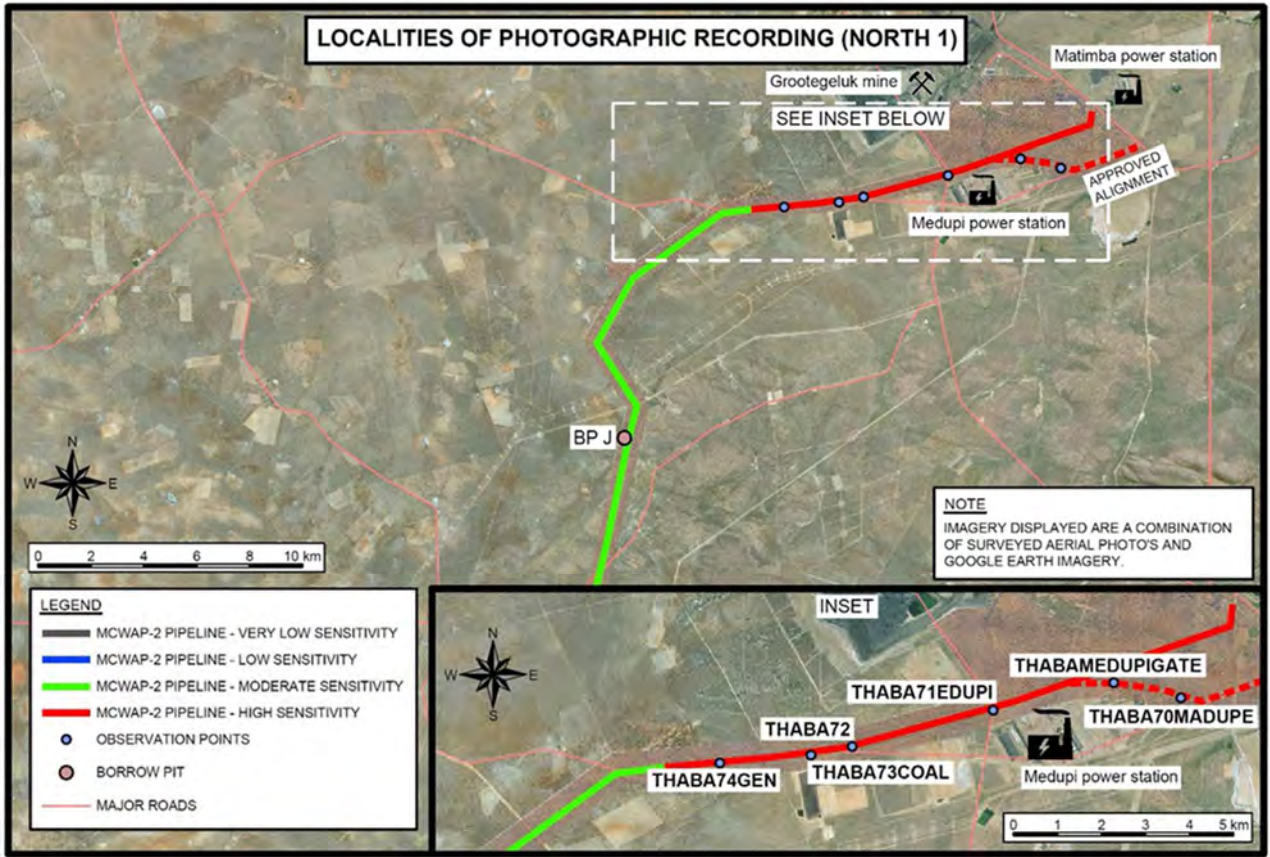 LOCALITIES OF PHOTOGRAPHIC RECORDING (NORTH 1)
Matimba power station
Grootegeluk mine
SEE INSET BELOW
APPROVED
ALIGNMENT
Medupi power station
BP J
N
W E
S
0 2 4 6 8 10 km
NOTE
IMAGERY DISPLAYED ARE A COMBINATION
OF SURVEYED AERIAL PHOTO'S AND
GOOGLE EARTH IMAGERY.
LEGEND
MCWAP-2 PIPELINE - VERY LOW SENSITIVITY
MCWAP-2 PIPELINE - LOW SENSITIVITY
MCWAP-2 PIPELINE - MODERATE SENSITIVITY
MCWAP-2 PIPELINE - HIGH SENSITIVITY
OBSERVATION POINTS
BORROW PIT
MAJOR ROADS
INSET
N
W E
S
THABAMEDUPIGATE
THABA71EDUPI
THABA70MADUPE
THABA72
THABA73COAL
THABA74GEN
Medupi power station
0 1 2 3 4 5 km